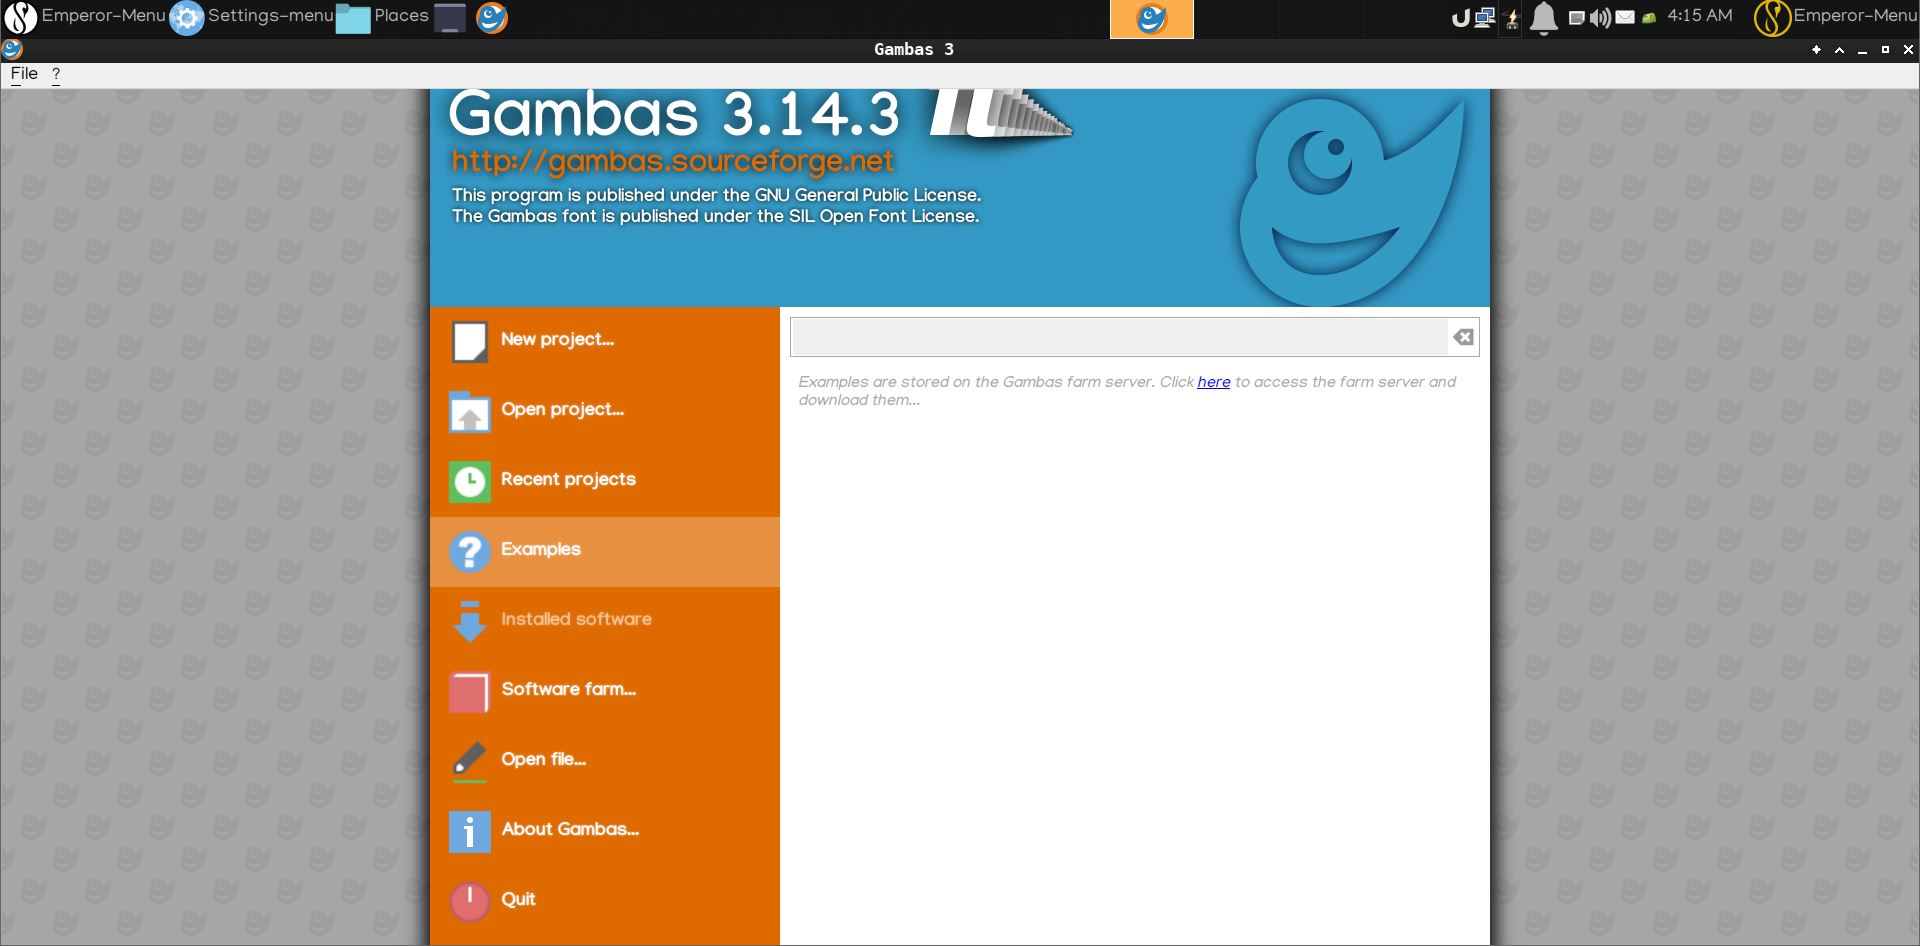 Emperor-Menu Settings-menu Places 4:15 AM Emperor-Menu
Gambas 3
File ?
Gambas 3.14.3
http://gambas.sourceforge.net
This program is published under the GNU General Public License.
The Gambas font is published under the SIL Open Font License.
New project...
Open project...
Recent projects
Examples
Installed software
Software farm...
Open file...
About Gambas...
Quit
Examples are stored on the Gambas farm server. Click here to access the farm server and
download them...